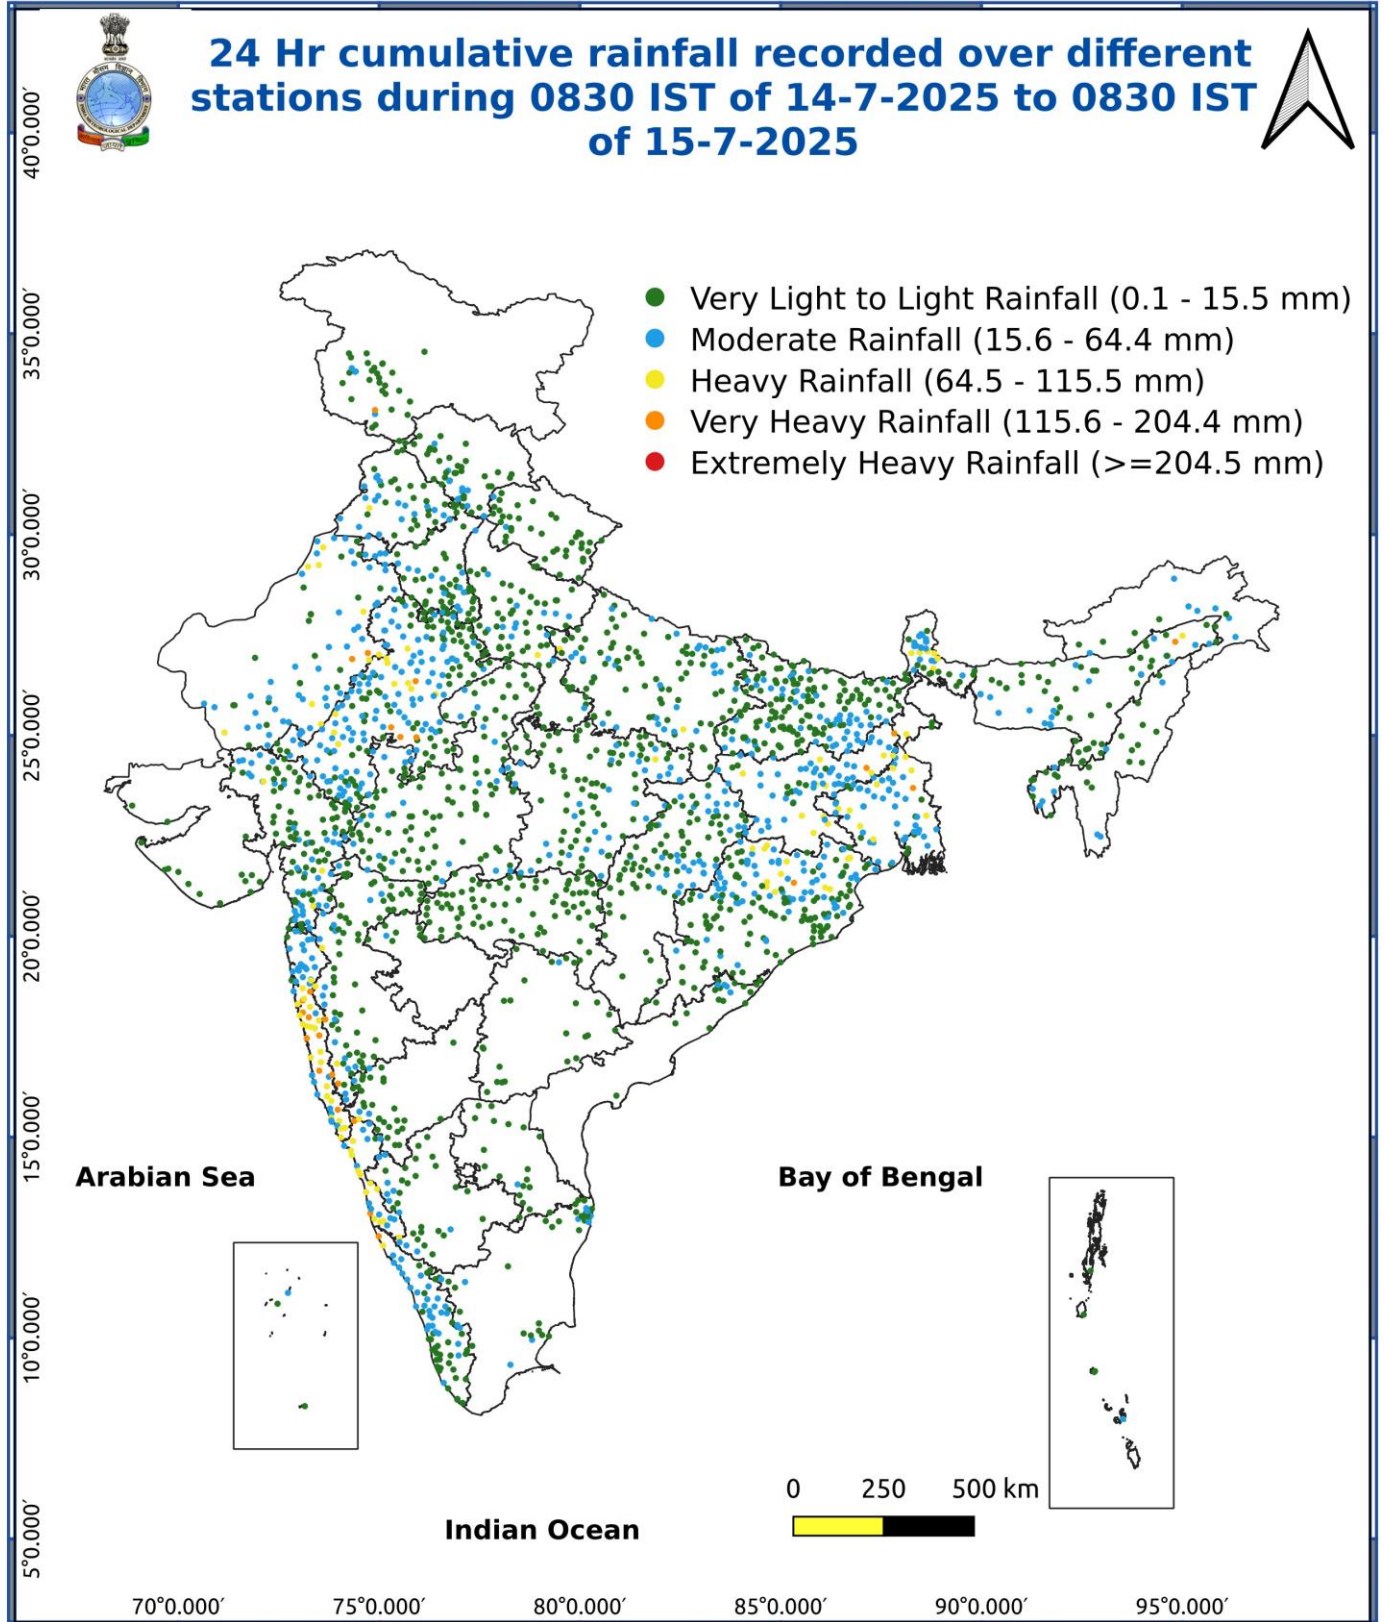 24 Hr cumulative rainfall recorded over different
stations during 0830 IST of 14-7-2025 to 0830 IST
of 15-7-2025
Very Light to Light Rainfall (0.1 - 15.5 mm)
Moderate Rainfall (15.6 - 64.4 mm)
Heavy Rainfall (64.5 - 115.5 mm)
Very Heavy Rainfall (115.6 - 204.4 mm)
Extremely Heavy Rainfall (>=204.5 mm)
40°0.000′
35°0.000′
30°0.000′
25°0.000′
20°0.000′
15°0.000′
10°0.000′
5°0.000′
Arabian Sea
Bay of Bengal
Indian Ocean
0 250 500 km
70°0.000′ 75°0.000′ 80°0.000′ 85°0.000′ 90°0.000′ 95°0.000′